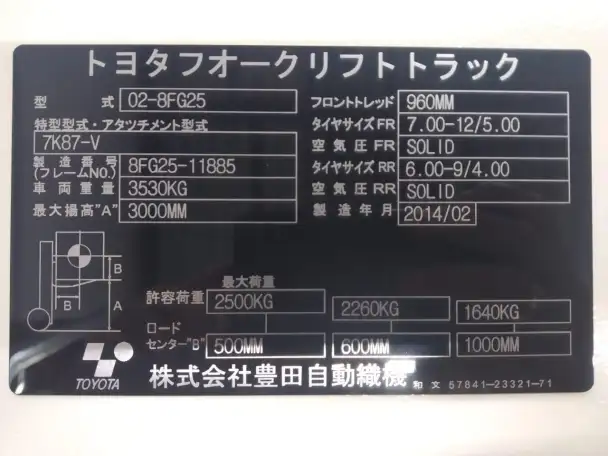 トヨタフオークリフトトラック
型式 02-8FG25
特型型式・アタツチメント型式
7K87-V
製造番号(フレームNO.) 8FG25-11885
車両重量 3530KG
最大揚高"A" 3000MM
フロントトレッド 960MM
タイヤサイズFR 7.00-12/5.00
空気圧FR SOLID
タイヤサイズRR 6.00-9/4.00
空気圧RR SOLID
製造年月 2014/02
B
B
A
最大荷重
許容荷重 2500KG 2260KG 1640KG
ロードセンター"B" 500MM 600MM 1000MM
TOYOTA 株式会社豊田自動織機 和文 57841-23321-71